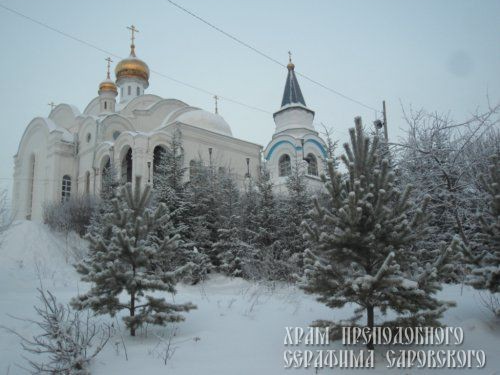 ХРАМ ПРЕПОДОБНОГО
СЕРАФИМА САРОВСКОГО